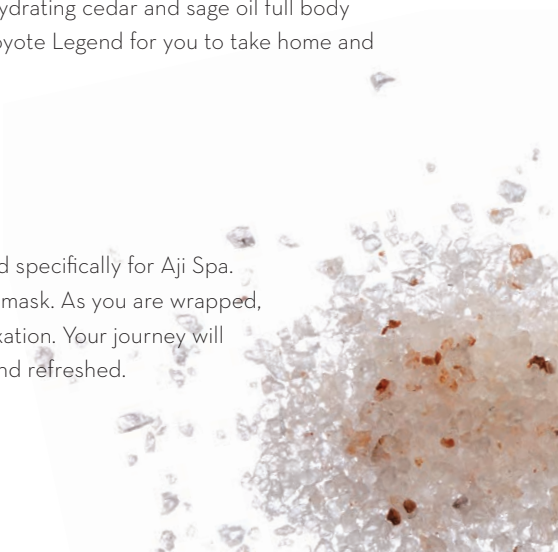 ydrating cedar and sage oil full body
oyote Legend for you to take home and
d specifically for Aji Spa.
mask. As you are wrapped,
xation. Your journey will
nd refreshed.